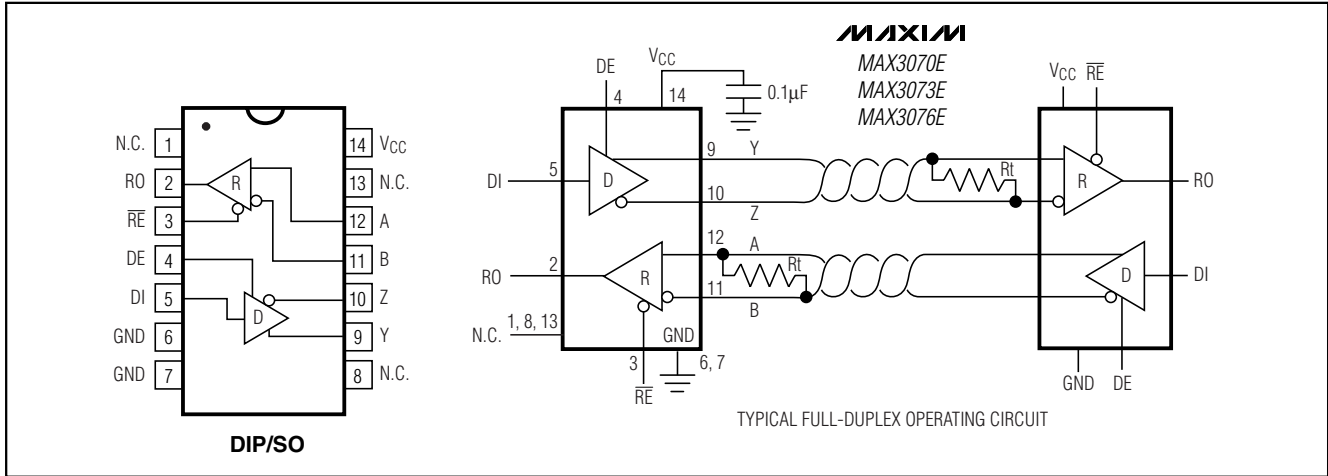 N.C. 1
RO 2
R̅E̅ 3
DE 4
DI 5
GND 6
GND 7
R
D
14 VCC
13 N.C.
12 A
11 B
10 Z
9 Y
8 N.C.
DIP/SO
MAXIM
MAX3070E
MAX3073E
MAX3076E
DE
4
VCC
14
0.1µF
DI 5
D
9 Y
10
Z
Rt
RO 2
R
12 A
11
B
Rt
N.C. 1, 8, 13
GND
3
R̅E̅
6, 7
VCC R̅E̅
R
RO
D
DI
GND DE
TYPICAL FULL-DUPLEX OPERATING CIRCUIT